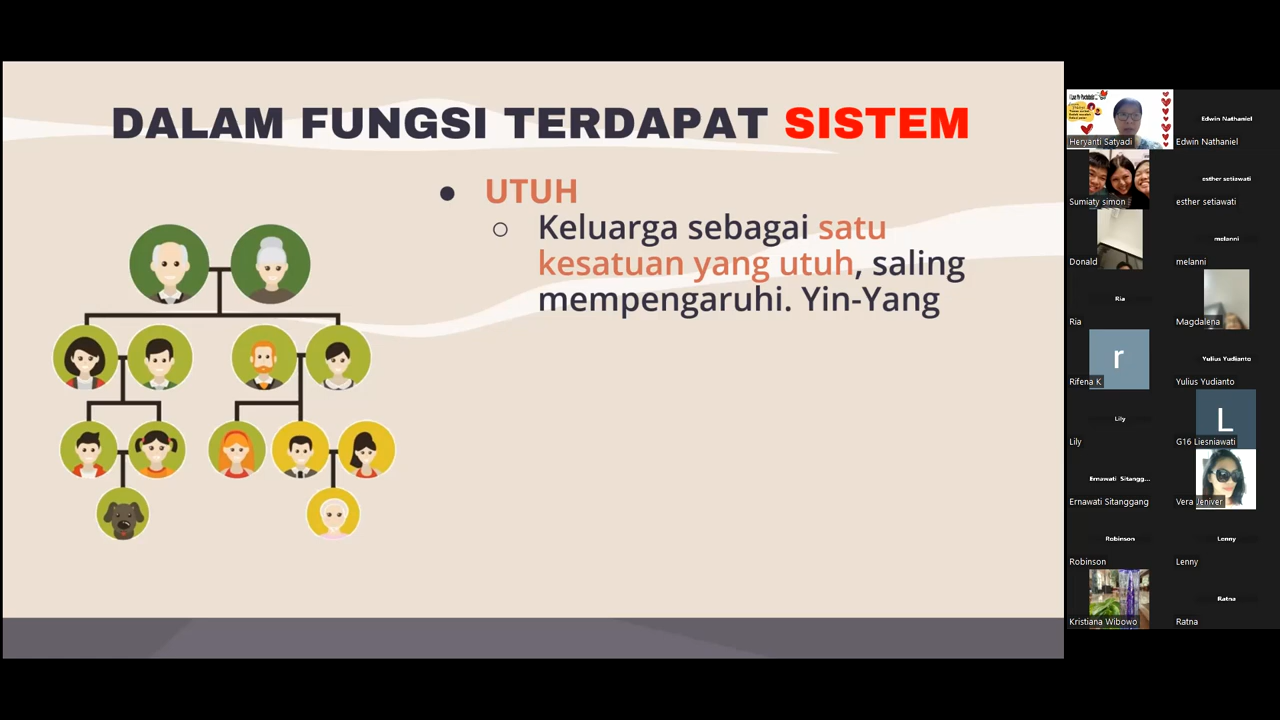 DALAM FUNGSI TERDAPAT SISTEM
UTUH
Keluarga sebagai satu
kesatuan yang utuh, saling
mempengaruhi. Yin-Yang
Heryanti Satyadi
Edwin Nathaniel
Edwin Nathaniel
Sumiaty simon
esther setiawati
esther setiawati
Donald
melanni
melanni
Ria
Ria
Magdalena
r
Rifena K
Yulius Yudianto
Yulius Yudianto
Lily
Lily
L
G16 Liesniawati
Ernawati Sitangg...
Ernawati Sitanggang
Vera Jeniver
Robinson
Robinson
Lenny
Lenny
Kristiana Wibowo
Ratna
Ratna